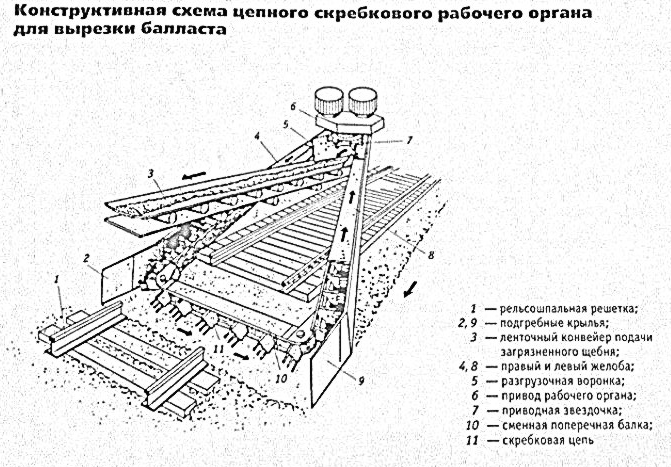 Конструктивная схема цепного скребкового рабочего органа
для вырезки балласта
6
5
7
4
3
8
2
1
11
10
9
1 — рельсошпальная решетка;
2,9 — подгребные крылья;
3 — ленточный конвейер подачи
загрязненного щебня;
4,8 — правый и левый желоба;
5 — разгрузочная воронка;
6 — привод рабочего органа;
7 — приводная звездочка;
10 — сменная поперечная балка;
11 — скребковая цепь